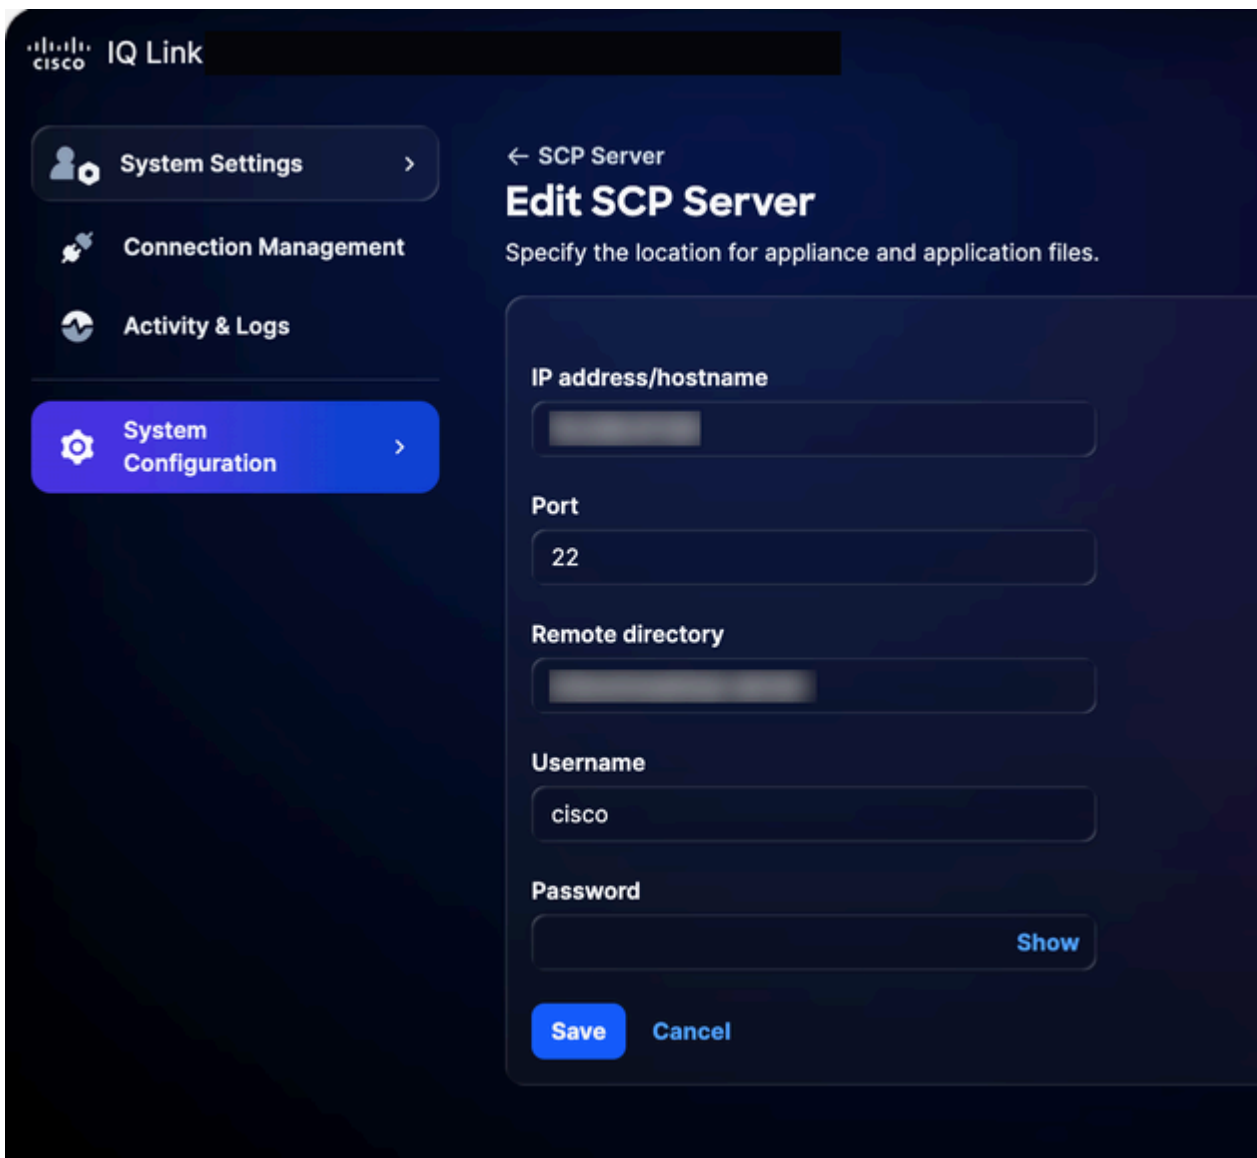 cisco
IQ Link
System Settings
Connection Management
Activity & Logs
System
Configuration
← SCP Server
Edit SCP Server
Specify the location for appliance and application files.
IP address/hostname
Port
22
Remote directory
Username
cisco
Password
Show
Save
Cancel